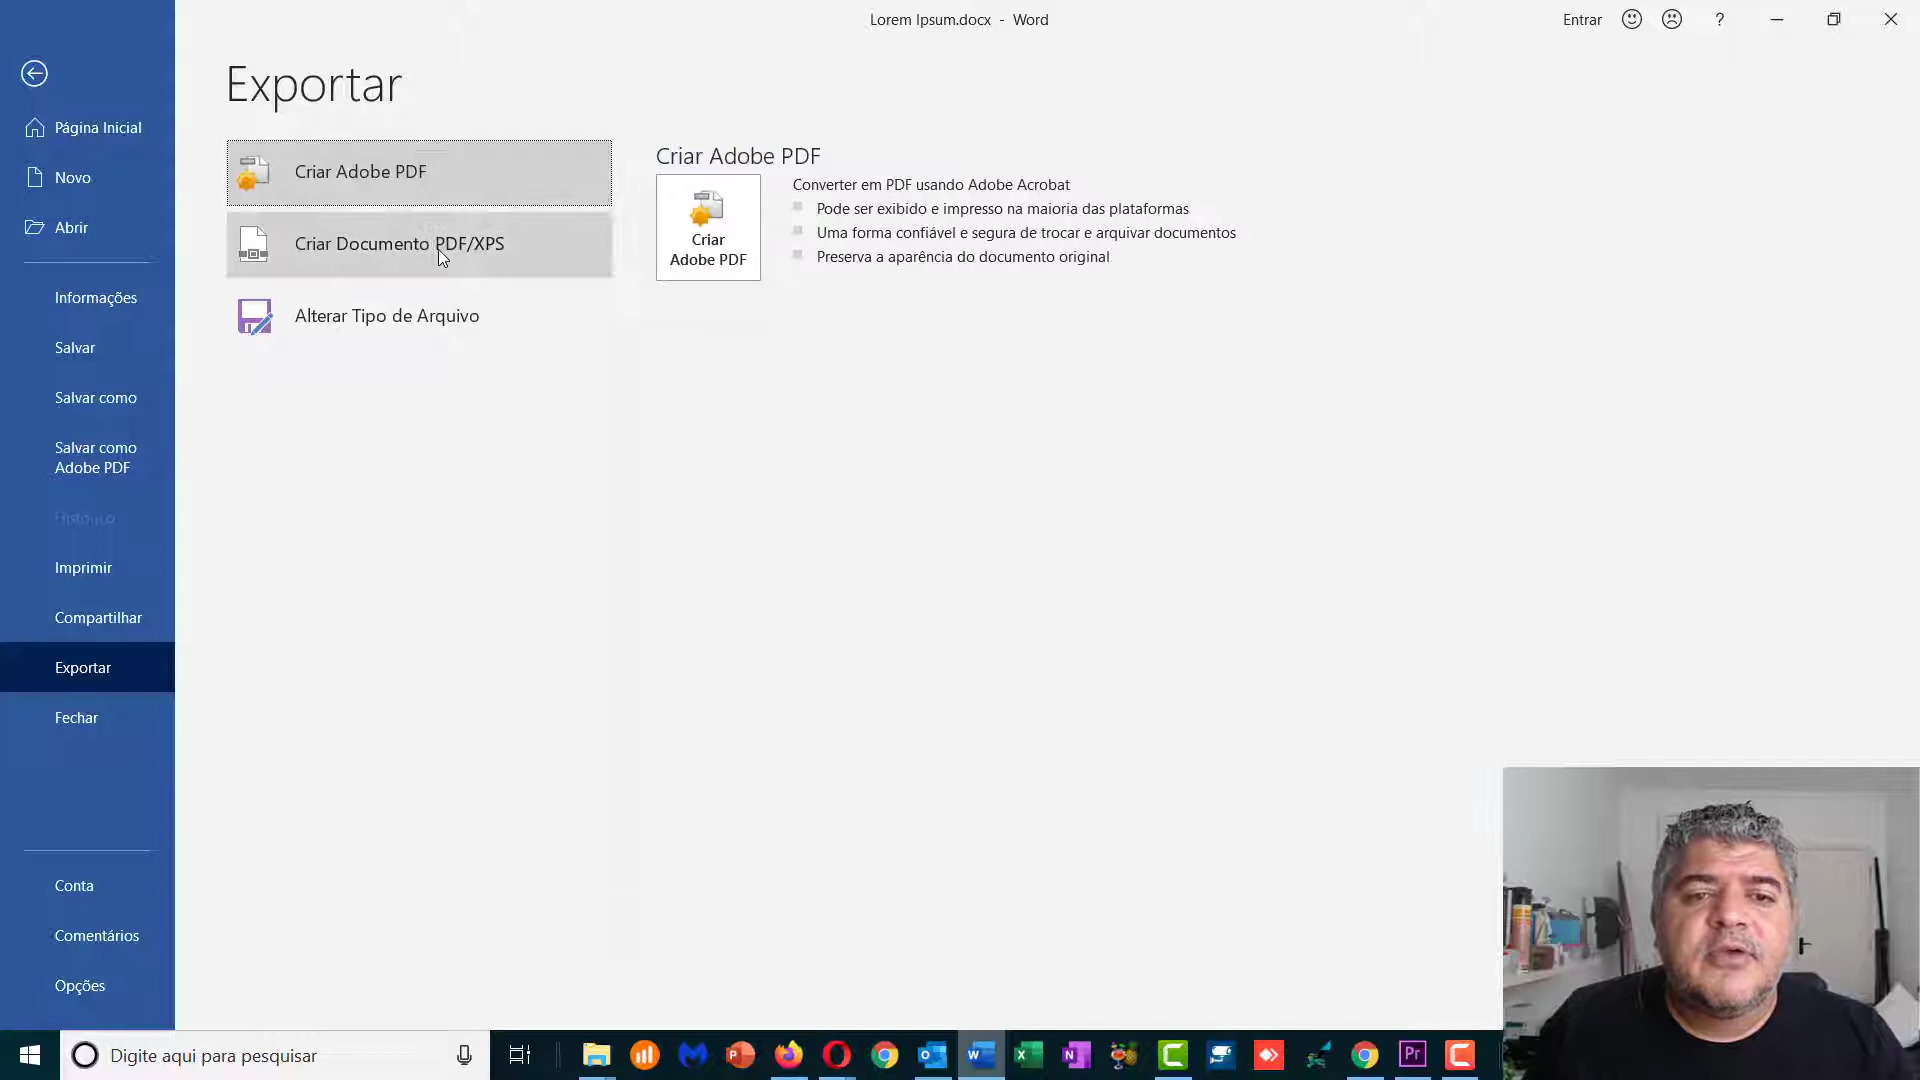 Lorem Ipsum.docx - Word
Entrar
?
Exportar
Página Inicial
Novo
Abrir
Informações
Salvar
Salvar como
Salvar como
Adobe PDF
Histórico
Imprimir
Compartilhar
Exportar
Fechar
Conta
Comentários
Opções
Criar Adobe PDF
Criar Documento PDF/XPS
Alterar Tipo de Arquivo
Criar Adobe PDF
Criar
Adobe PDF
Converter em PDF usando Adobe Acrobat
Pode ser exibido e impresso na maioria das plataformas
Uma forma confiável e segura de trocar e arquivar documentos
Preserva a aparência do documento original
Digite aqui para pesquisar